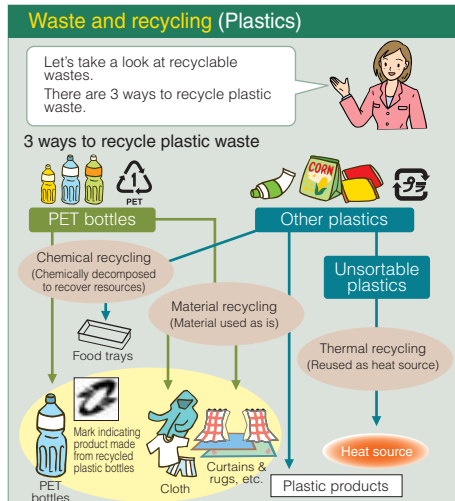 Waste and recycling (Plastics)
Let's take a look at recyclable
wastes.
There are 3 ways to recycle plastic
waste.
3 ways to recycle plastic waste
1
PET
CORN
プラ
PET bottles
Other plastics
Chemical recycling
(Chemically decomposed
to recover resources)
Unsortable
plastics
Material recycling
(Material used as is)
Food trays
Thermal recycling
(Reused as heat source)
Mark indicating
product made
from recycled
plastic bottles
Heat source
PET
bottles
Cloth
Curtains &
rugs, etc.
Plastic products